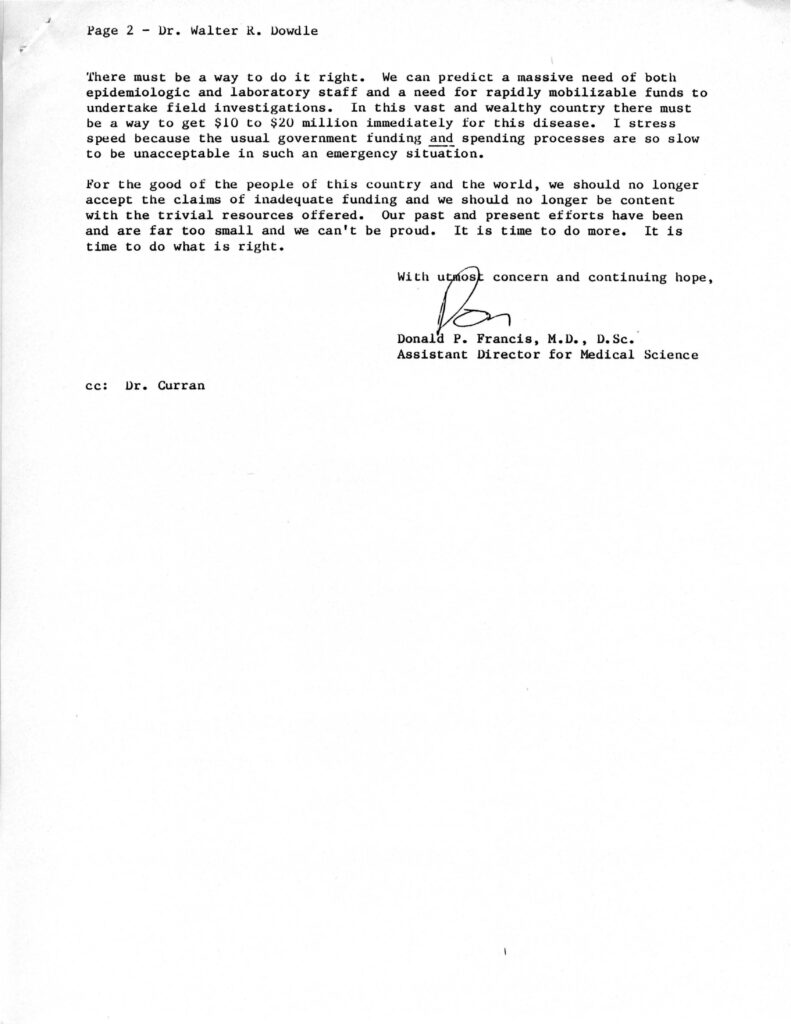 Page 2 - Dr. Walter R. Dowdle
There must be a way to do it right. We can predict a massive need of both
epidemiologic and laboratory staff and a need for rapidly mobilizable funds to
undertake field investigations. In this vast and wealthy country there must
be a way to get $10 to $20 million immediately for this disease. I stress
speed because the usual government funding and spending processes are so slow
to be unacceptable in such an emergency situation.
For the good of the people of this country and the world, we should no longer
accept the claims of inadequate funding and we should no longer be content
with the trivial resources offered. Our past and present efforts have been
and are far too small and we can't be proud. It is time to do more. It is
time to do what is right.
With utmost concern and continuing hope,
Don
Donald P. Francis, M.D., D.Sc.
Assistant Director for Medical Science
cc: Dr. Curran